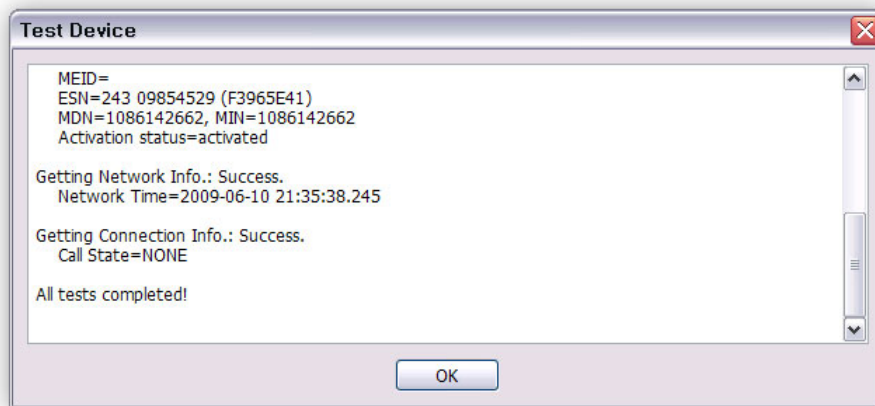 Test Device
MEID=
ESN=243 09854529 (F3965E41)
MDN=1086142662, MIN=1086142662
Activation status=activated
Getting Network Info.: Success.
Network Time=2009-06-10 21:35:38.245
Getting Connection Info.: Success.
Call State=NONE
All tests completed!
OK